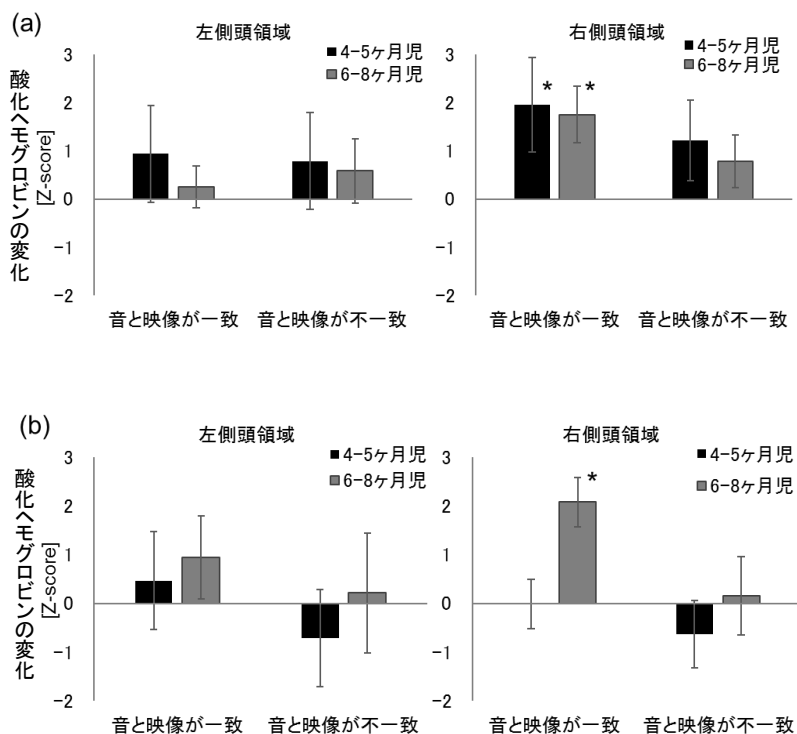 (a)
左側頭領域
右側頭領域
■4-5ヶ月児
■6-8ヶ月児
■4-5ヶ月児
■6-8ヶ月児
酸化ヘモグロビンの変化
[Z-score]
3
2
1
0
-1
-2
3
2
1
0
-1
-2
* *
音と映像が一致 音と映像が不一致
音と映像が一致 音と映像が不一致
(b)
左側頭領域
右側頭領域
■4-5ヶ月児
■6-8ヶ月児
■4-5ヶ月児
■6-8ヶ月児
酸化ヘモグロビンの変化
[Z-score]
3
2
1
0
-1
-2
3
2
1
0
-1
-2
*
音と映像が一致 音と映像が不一致
音と映像が一致 音と映像が不一致